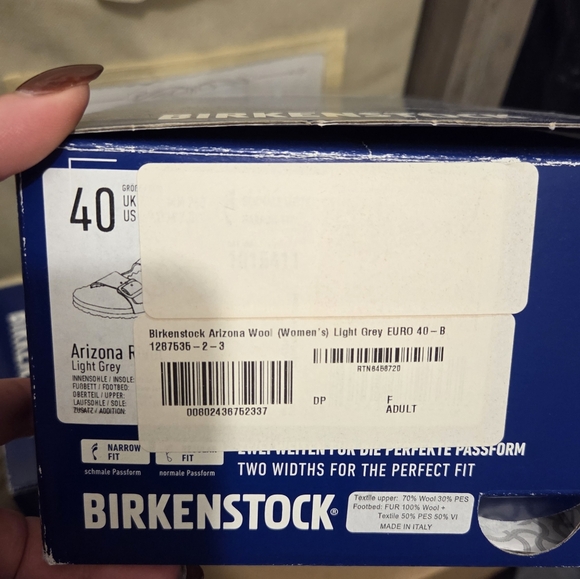 BIRKENSTOCK
40
UK
US
Arizona
Light Grey
INNENSOHLE / INSOLE
FUßBETT / FOOTBED
OBERTEIL / UPPER
LAUFSOHLE / SOLE
ZUSATZ / ADDITION
Birkenstock Arizona Wool (Women's) Light Grey EURO 40-B
1287535-2-3
RTN6466720
00802436752337
DP
F
ADULT
NARROW
FIT
FIT
schmale Passform
normale Passform
ZWEI WEITEN FÜR DIE PERFEKTE PASSFORM
TWO WIDTHS FOR THE PERFECT FIT
BIRKENSTOCK®
Textile upper: 70% Wool 30% PES
Footbed: FUR 100% Wool +
Textile 50% PES 50% VI
MADE IN ITALY